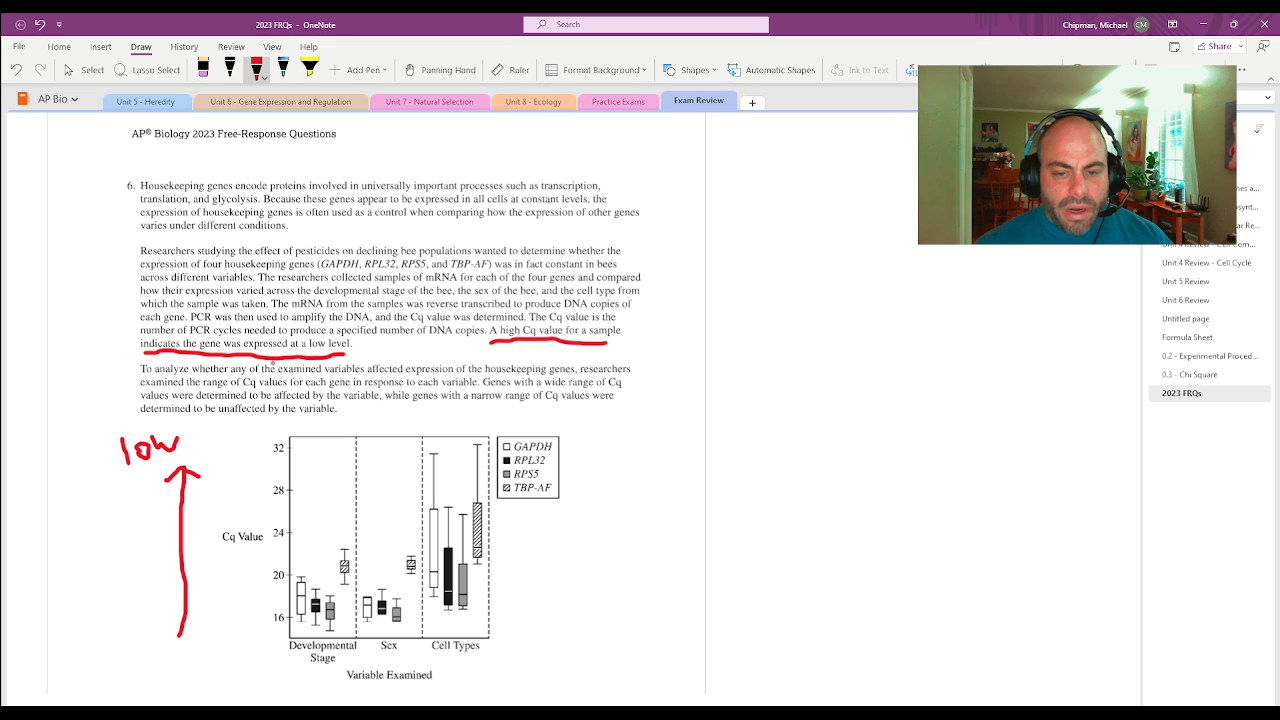 2023 FRQs - OneNote
Search
Chipman, Michael
CM
File
Home
Insert
Draw
History
Review
View
Help
Share
Select
Lasso Select
Add Pen
Panning Hand
Ruler
Format Background
Shapes
Automatic Shapes
Ink to Text
AP Bio
Unit 5 - Heredity
Unit 6 - Gene Expression and Regulation
Unit 7 - Natural Selection
Unit 8 - Ecology
Practice Exams
Exam Review
AP® Biology 2023 Free-Response Questions
6. Housekeeping genes encode proteins involved in universally important processes such as transcription,
translation, and glycolysis. Because these genes appear to be expressed in all cells at constant levels, the
expression of housekeeping genes is often used as a control when comparing how the expression of other genes
varies under different conditions.
Researchers studying the effect of pesticides on declining bee populations wanted to determine whether the
expression of four housekeeping genes (GAPDH, RPL32, RPS5, and TBP-AF) was in fact constant in bees
across different variables. The researchers collected samples of mRNA for each of the four genes and compared
how their expression varied across the developmental stage of the bee, the sex of the bee, and the cell type from
which the sample was taken. The mRNA from the samples was reverse transcribed to produce DNA copies of
each gene. PCR was then used to amplify the DNA, and the Cq value was determined. The Cq value is the
number of PCR cycles needed to produce a specified number of DNA copies. A high Cq value for a sample
indicates the gene was expressed at a low level.
To analyze whether any of the examined variables affected expression of the housekeeping genes, researchers
examined the range of Cq values for each gene in response to each variable. Genes with a wide range of Cq
values were determined to be affected by the variable, while genes with a narrow range of Cq values were
determined to be unaffected by the variable.
low
32
28
24
20
16
Cq Value
GAPDH
RPL32
RPS5
TBP-AF
Developmental
Stage
Sex
Cell Types
Variable Examined
Unit 4 Review - Cell Com...
Unit 4 Review - Cell Cycle
Unit 5 Review
Unit 6 Review
Untitled page
Formula Sheet
0.2 - Experimental Proced...
0.3 - Chi Square
2023 FRQs